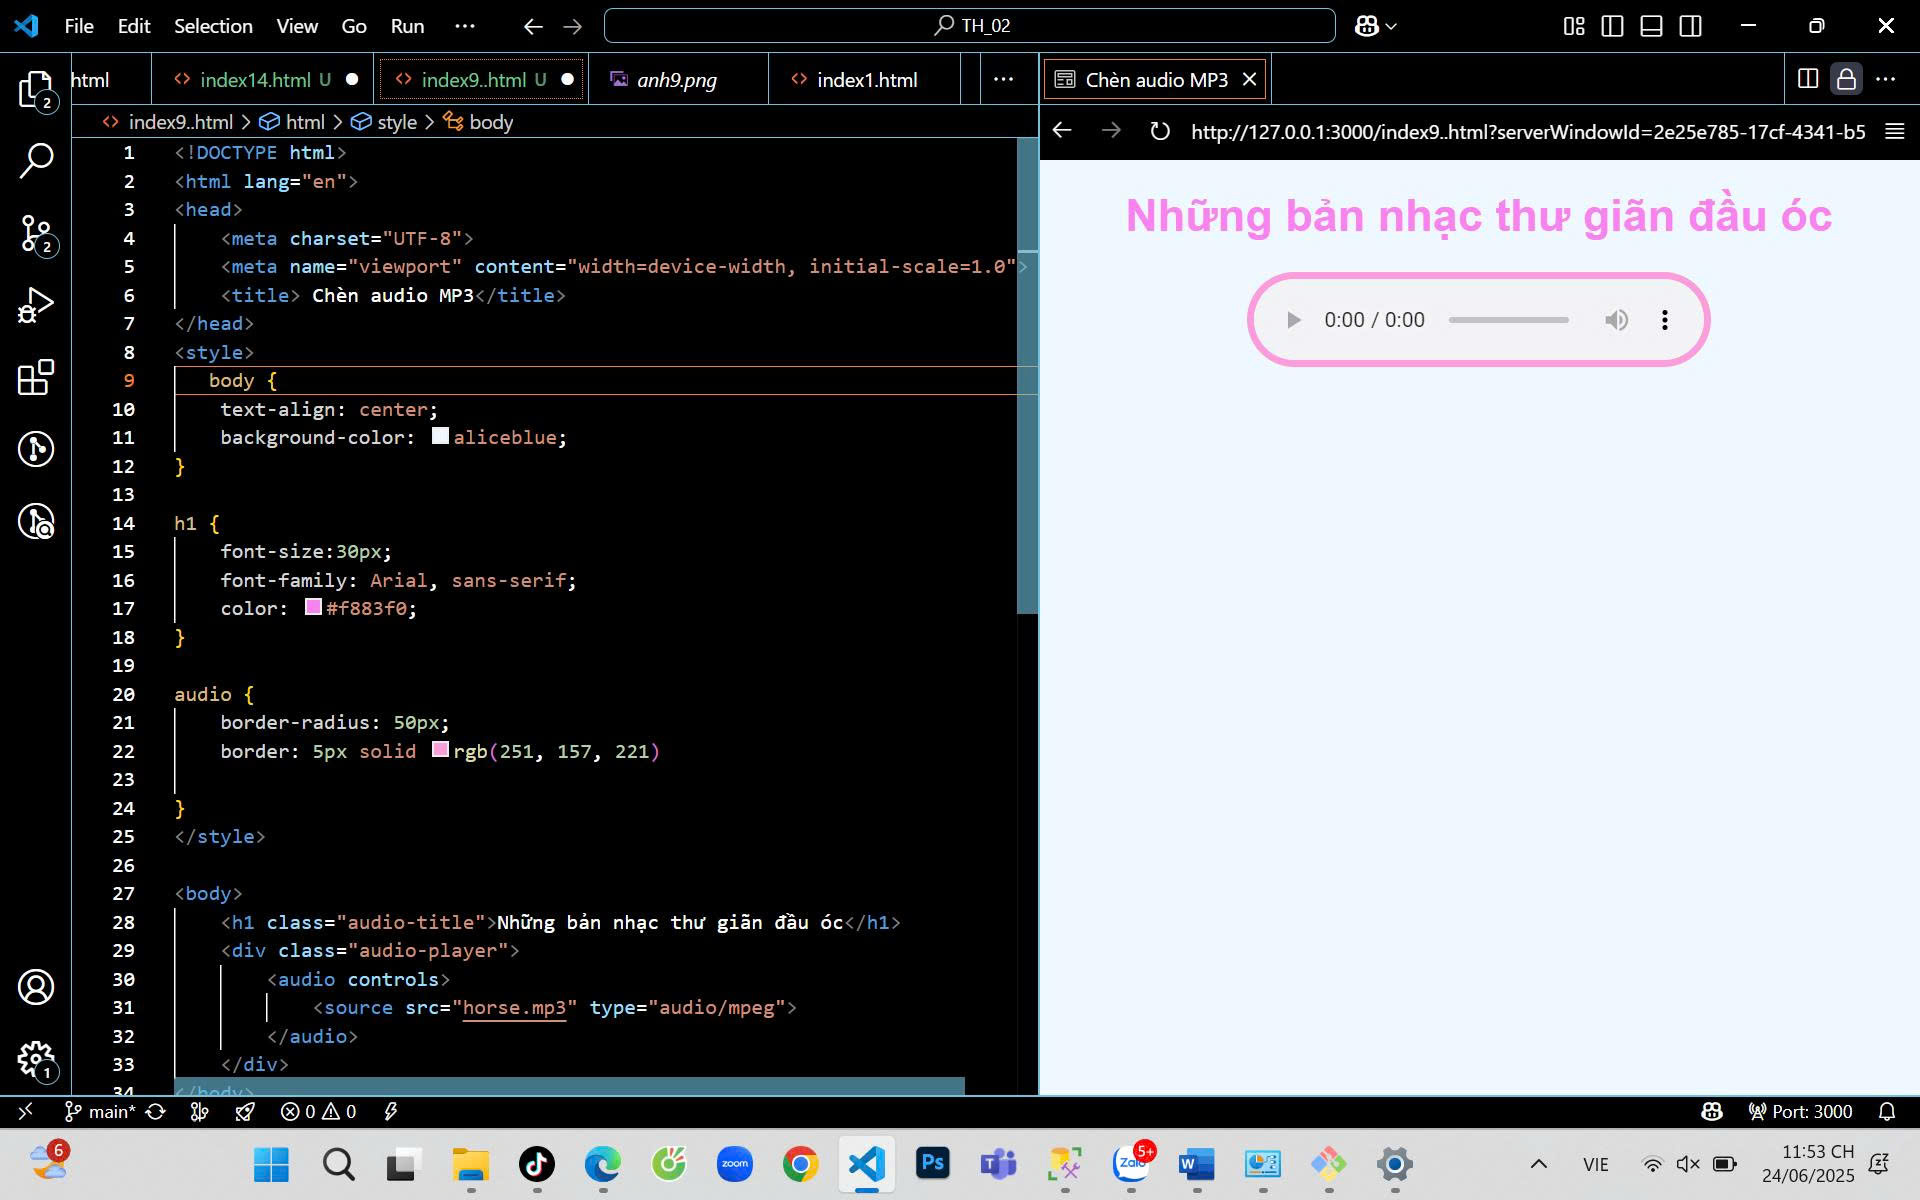 File Edit Selection View Go Run ··· TH_02
html
index14.html U
index9..html U
anh9.png
index1.html
···
Chèn audio MP3
index9..html > html > style > body
http://127.0.0.1:3000/index9..html?serverWindowId=2e25e785-17cf-4341-b5
1 <!DOCTYPE html>
2 <html lang="en">
3 <head>
4 <meta charset="UTF-8">
5 <meta name="viewport" content="width=device-width, initial-scale=1.0">
6 <title> Chèn audio MP3</title>
7 </head>
8 <style>
9 body {
10 text-align: center;
11 background-color: aliceblue;
12 }
13
14 h1 {
15 font-size:30px;
16 font-family: Arial, sans-serif;
17 color: #f883f0;
18 }
19
20 audio {
21 border-radius: 50px;
22 border: 5px solid rgb(251, 157, 221)
23
24 }
25 </style>
26
27 <body>
28 <h1 class="audio-title">Những bản nhạc thư giãn đầu óc</h1>
29 <div class="audio-player">
30 <audio controls>
31 <source src="horse.mp3" type="audio/mpeg">
32 </audio>
33 </div>
34 </body>
Những bản nhạc thư giãn đầu óc
0:00 / 0:00
2
2
1
main* 0 0 Port: 3000
6
zoom
Ps
T
Zalo
5+
W
VIE
11:53 CH
24/06/2025